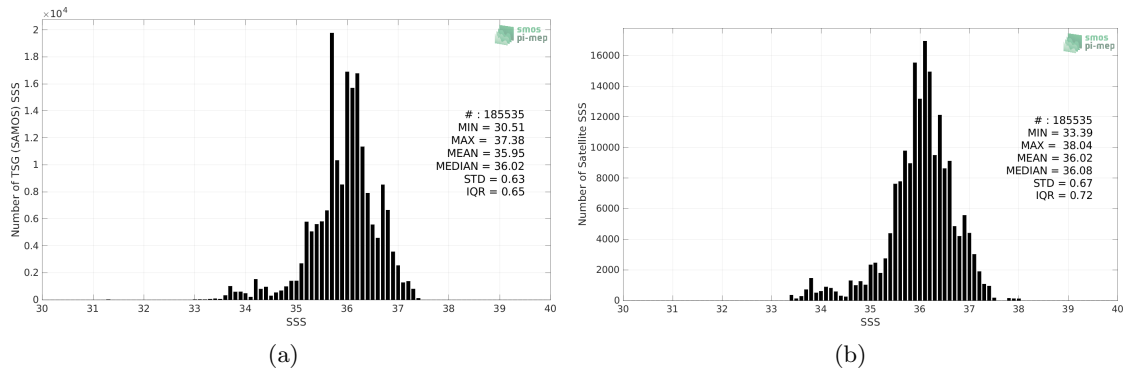 ×10⁴
2
1.8
1.6
1.4
1.2
1
0.8
0.6
0.4
0.2
0
Number of TSG (SAMOS) SSS
smos
pi-mep
# : 185535
MIN = 30.51
MAX = 37.38
MEAN = 35.95
MEDIAN = 36.02
STD = 0.63
IQR = 0.65
30 31 32 33 34 35 36 37 38 39 40
SSS
(a)
16000
14000
12000
10000
8000
6000
4000
2000
0
Number of Satellite SSS
smos
pi-mep
# : 185535
MIN = 33.39
MAX = 38.04
MEAN = 36.02
MEDIAN = 36.08
STD = 0.67
IQR = 0.72
30 31 32 33 34 35 36 37 38 39 40
SSS
(b)